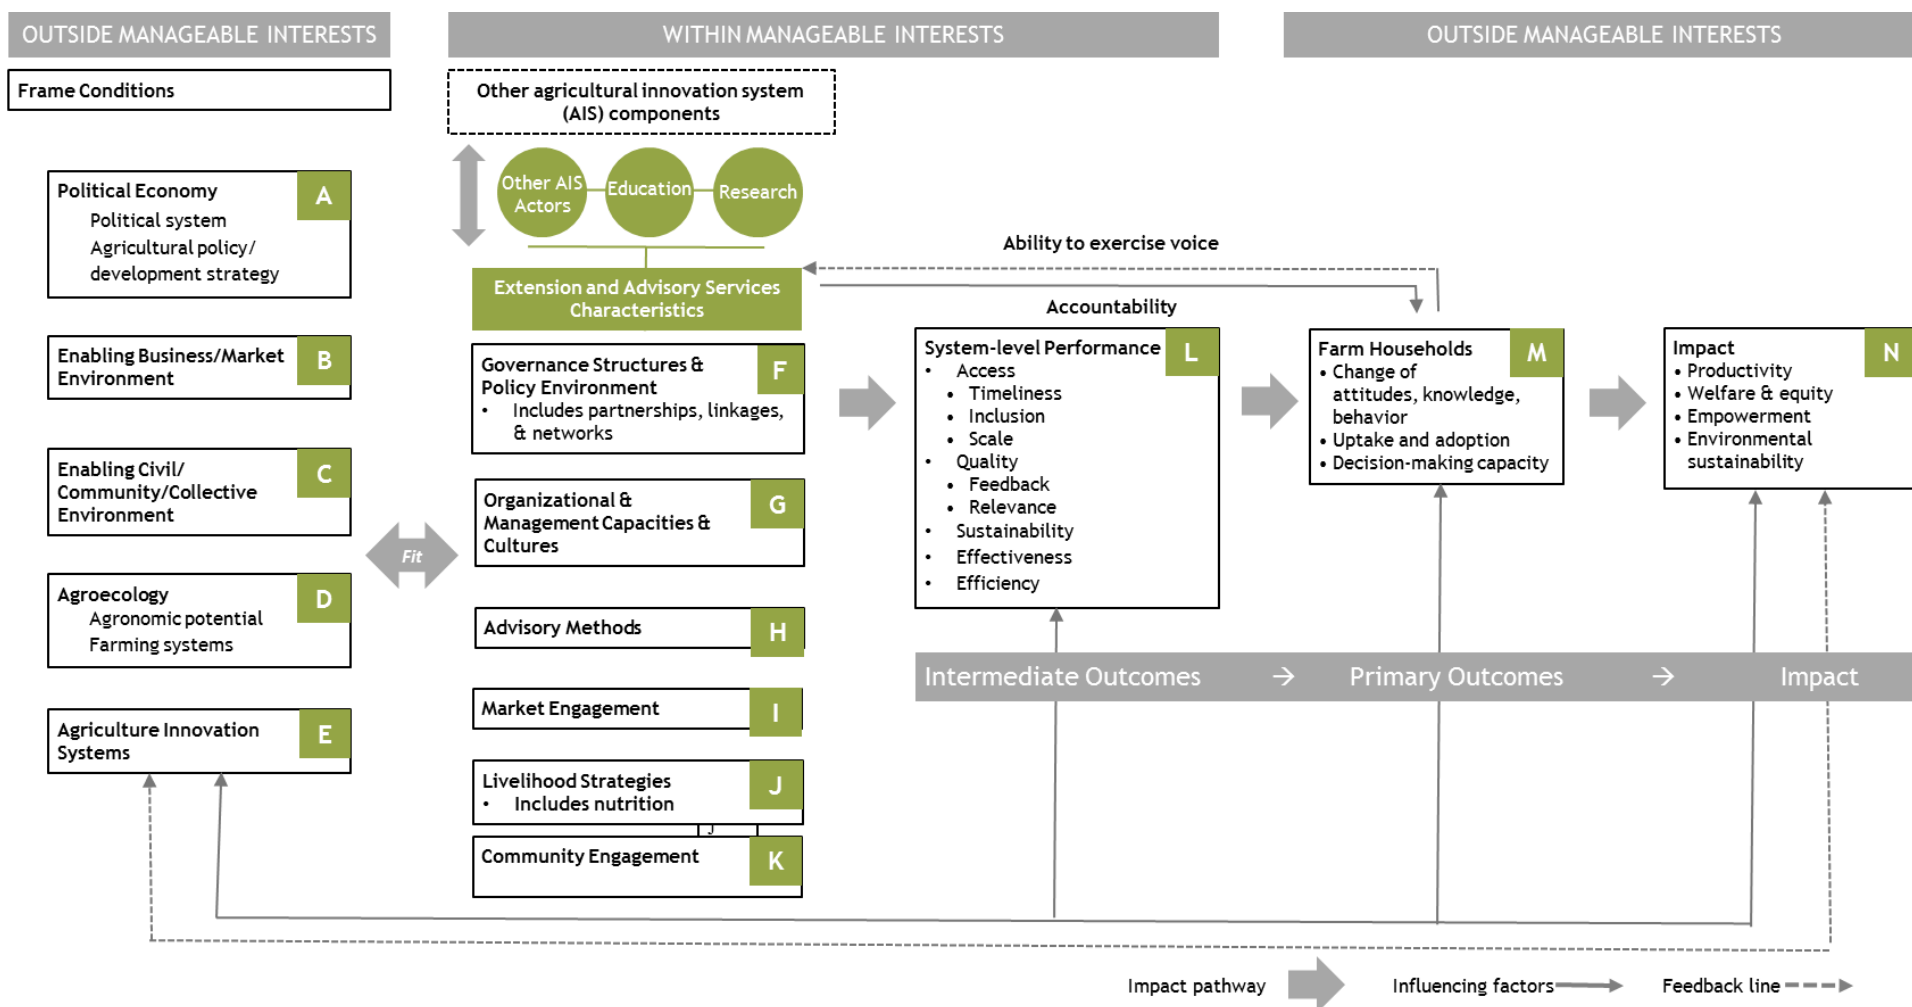 OUTSIDE MANAGEABLE INTERESTS
WITHIN MANAGEABLE INTERESTS
OUTSIDE MANAGEABLE INTERESTS
Frame Conditions
Political Economy
A
Political system
Agricultural policy/
development strategy
Enabling Business/Market
Environment
B
Enabling Civil/
Community/Collective
Environment
C
Agroecology
D
Agronomic potential
Farming systems
Agriculture Innovation
Systems
E
Fit
Other agricultural innovation system
(AIS) components
Other AIS
Actors
Education
Research
Extension and Advisory Services
Characteristics
Governance Structures &
Policy Environment
F
• Includes partnerships, linkages,
& networks
Organizational &
Management Capacities &
Cultures
G
Advisory Methods
H
Market Engagement
I
Livelihood Strategies
J
• Includes nutrition
J
Community Engagement
K
Ability to exercise voice
Accountability
System-level Performance
L
• Access
• Timeliness
• Inclusion
• Scale
• Quality
• Feedback
• Relevance
• Sustainability
• Effectiveness
• Efficiency
Farm Households
M
• Change of
attitudes, knowledge,
behavior
• Uptake and adoption
• Decision-making capacity
Impact
N
• Productivity
• Welfare & equity
• Empowerment
• Environmental
sustainability
Intermediate Outcomes → Primary Outcomes → Impact
Impact pathway
Influencing factors
Feedback line